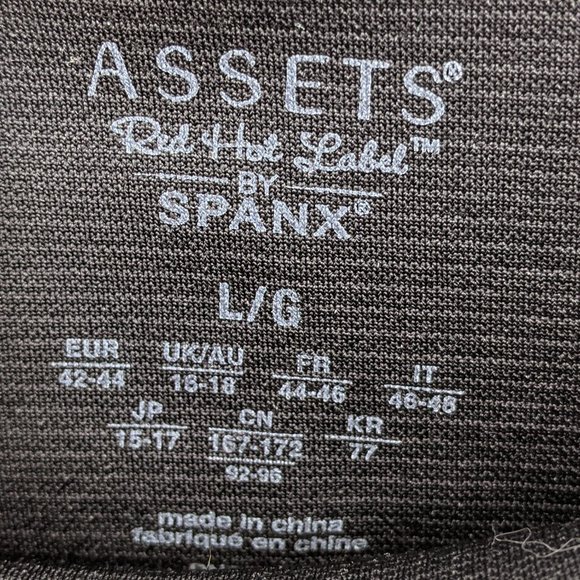 ASSETS®
Red Hot Label™
BY
SPANX®
L/G
EUR UK/AU FR IT
42-44 16-18 44-46 46-48
JP CN KR
15-17 167-172 77
92-96
made in china
fabriqué en chine